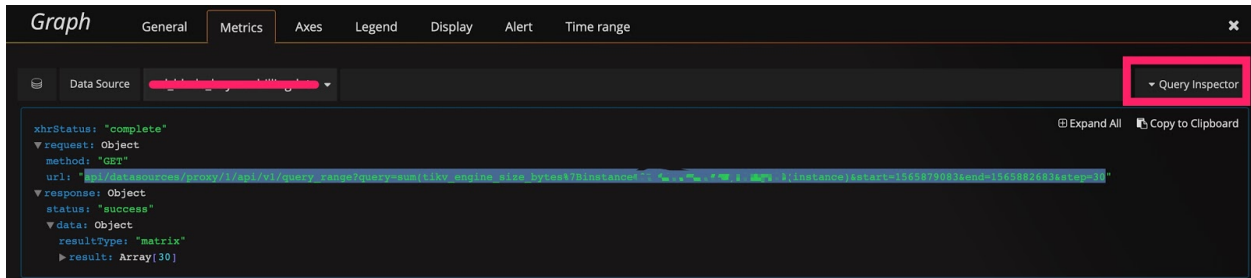 Graph General Metrics Axes Legend Display Alert Time range
Data Source Query Inspector
Expand All Copy to Clipboard
xhrStatus: "complete"
request: Object
method: "GET"
url: "api/datasources/proxy/1/api/v1/query_range?query=sum(tikv_engine_size_bytes%7Binstance instance)&start=1565879083&end=1565882683&step=30"
response: Object
status: "success"
data: Object
resultType: "matrix"
result: Array[30]